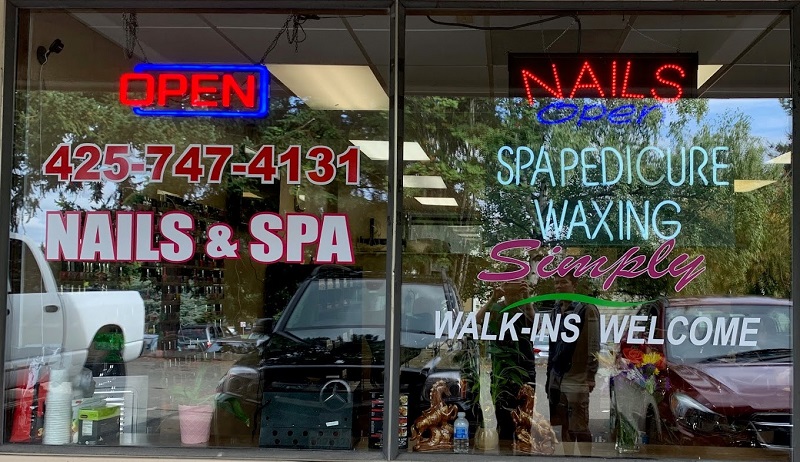 OPEN
425-747-4131
NAILS & SPA
NAILS
Open
SPA PEDICURE
WAXING
Simply
WALK-INS WELCOME